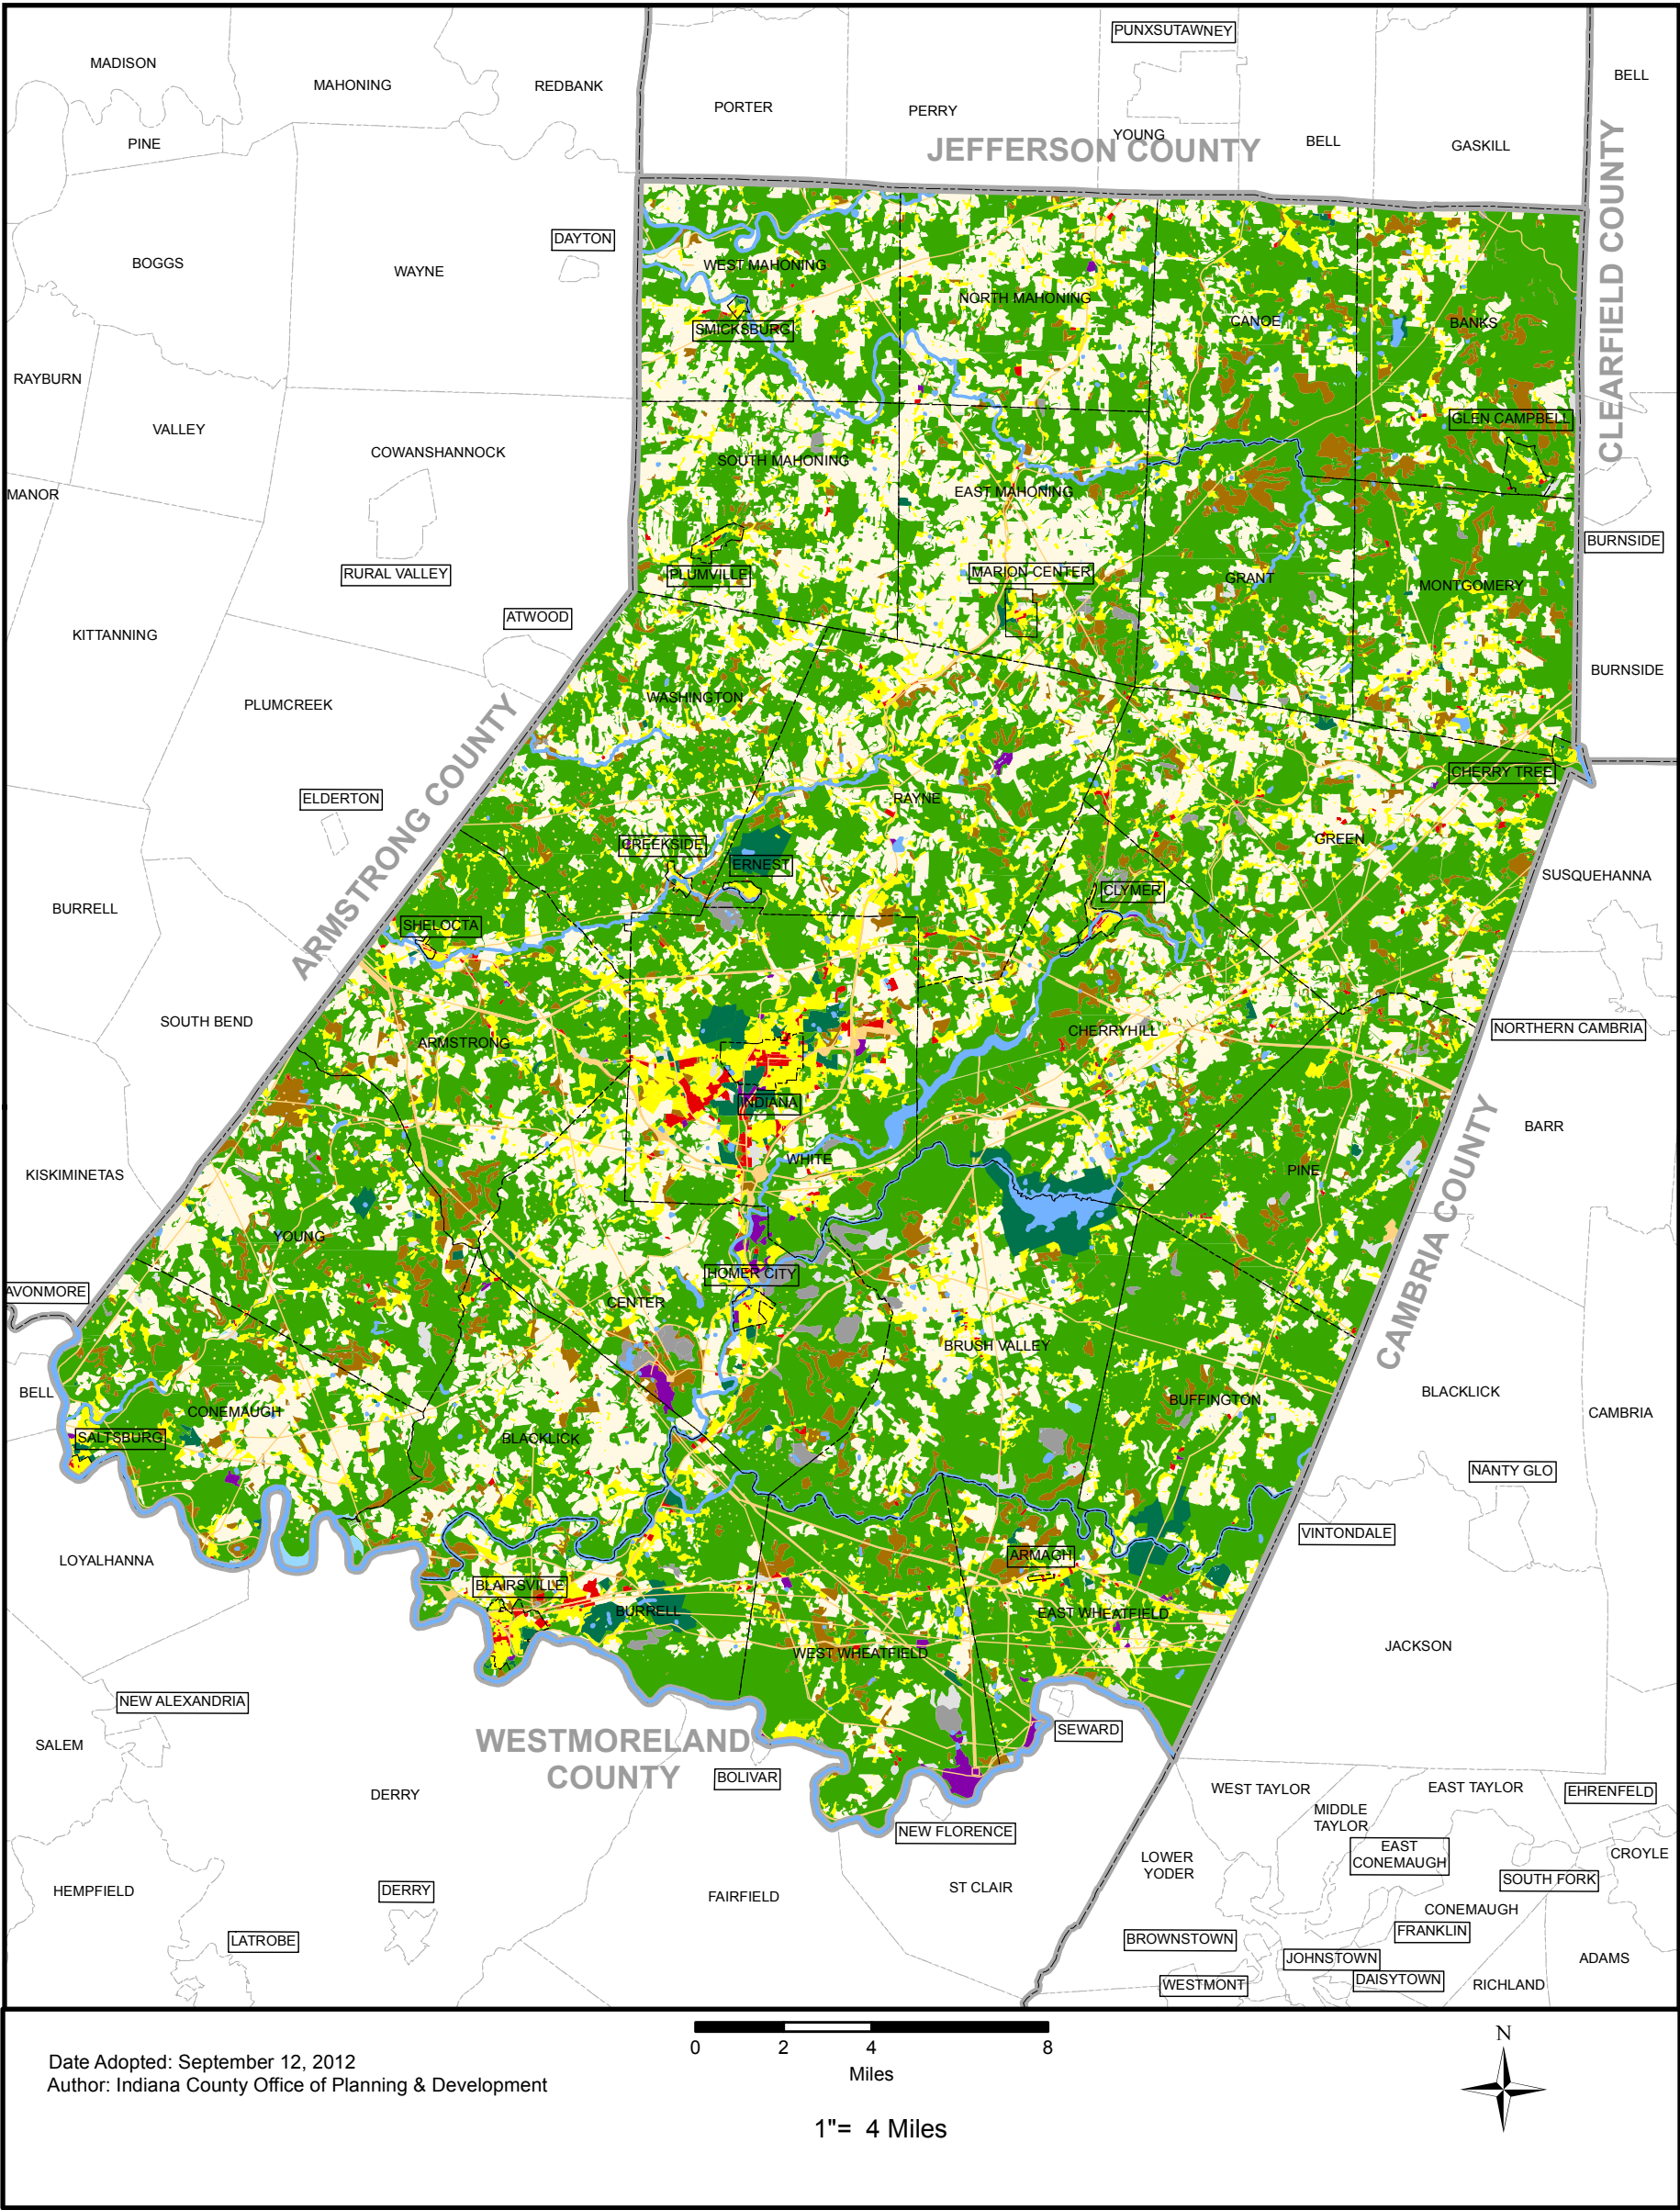 PUNXSUTAWNEY
MADISON
MAHONING
REDBANK
BELL
PORTER
PERRY
YOUNG
BELL
GASKILL
PINE
JEFFERSON COUNTY
CLEARFIELD COUNTY
DAYTON
BOGGS
WAYNE
WEST MAHONING
NORTH MAHONING
SMICKSBURG
CANOE
BANKS
RAYBURN
VALLEY
GLEN CAMPBELL
COWANSHANNOCK
SOUTH MAHONING
EAST MAHONING
MANOR
BURNSIDE
RURAL VALLEY
PLUMVILLE
MARION CENTER
GRANT
MONTGOMERY
ATWOOD
KITTANNING
BURNSIDE
PLUMCREEK
WASHINGTON
ARMSTRONG COUNTY
CHERRY TREE
ELDERTON
RAYNE
GREEN
CREEKSIDE
ERNEST
SUSQUEHANNA
CLYMER
BURRELL
SHELOCTA
SOUTH BEND
ARMSTRONG
CHERRYHILL
NORTHERN CAMBRIA
INDIANA
BARR
KISKIMINETAS
WHITE
PINE
CAMBRIA COUNTY
YOUNG
AVONMORE
HOMER CITY
CENTER
BRUSH VALLEY
BELL
BLACKLICK
CONEMAUGH
BUFFINGTON
CAMBRIA
SALTSBURG
BLACKLICK
NANTY GLO
VINTONDALE
LOYALHANNA
ARMAGH
BLAIRSVILLE
BURRELL
EAST WHEATFIELD
WEST WHEATFIELD
JACKSON
NEW ALEXANDRIA
SEWARD
SALEM
WESTMORELAND
COUNTY
BOLIVAR
DERRY
WEST TAYLOR
EAST TAYLOR
EHRENFELD
MIDDLE
TAYLOR
NEW FLORENCE
EAST
CONEMAUGH
CROYLE
LOWER
YODER
SOUTH FORK
HEMPFIELD
DERRY
FAIRFIELD
ST CLAIR
CONEMAUGH
FRANKLIN
LATROBE
BROWNSTOWN
JOHNSTOWN
ADAMS
WESTMONT
DAISYTOWN
RICHLAND
0 2 4 8
Miles
1"= 4 Miles
N
Date Adopted: September 12, 2012
Author: Indiana County Office of Planning & Development